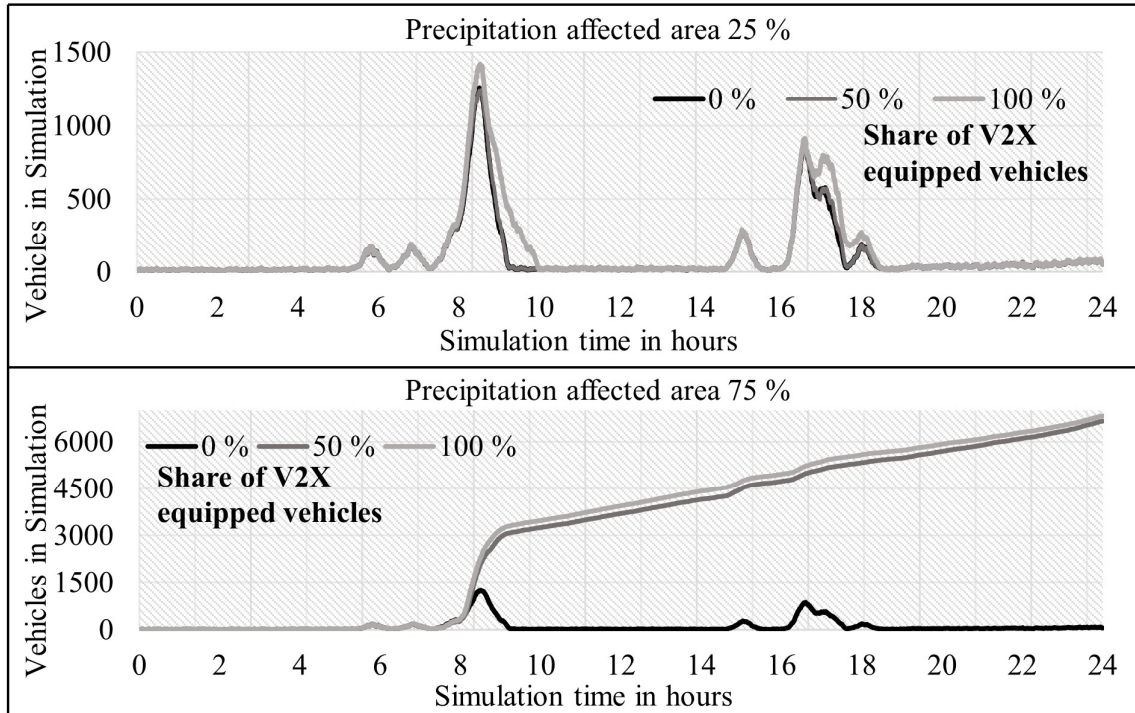 Precipitation affected area 25 %
Vehicles in Simulation
1500
1000
500
0
0 % 50 % 100 %
Share of V2X
equipped vehicles
0 2 4 6 8 10 12 14 16 18 20 22 24
Simulation time in hours
Precipitation affected area 75 %
Vehicles in Simulation
6000
4500
3000
1500
0
0 % 50 % 100 %
Share of V2X
equipped vehicles
0 2 4 6 8 10 12 14 16 18 20 22 24
Simulation time in hours